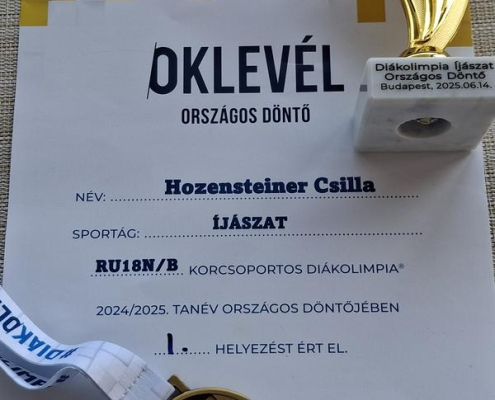 OKLEVÉL
ORSZÁGOS DÖNTŐ
Diákolimpia Íjászat
Országos Döntő
Budapest, 2025.06.14.
NÉV: Hozensteiner Csilla
SPORTÁG: ÍJÁSZAT
RU18N/B KORCSOPORTOS DIÁKOLIMPIA®
2024/2025. TANÉV ORSZÁGOS DÖNTŐJÉBEN
1. HELYEZÉST ÉRT EL.